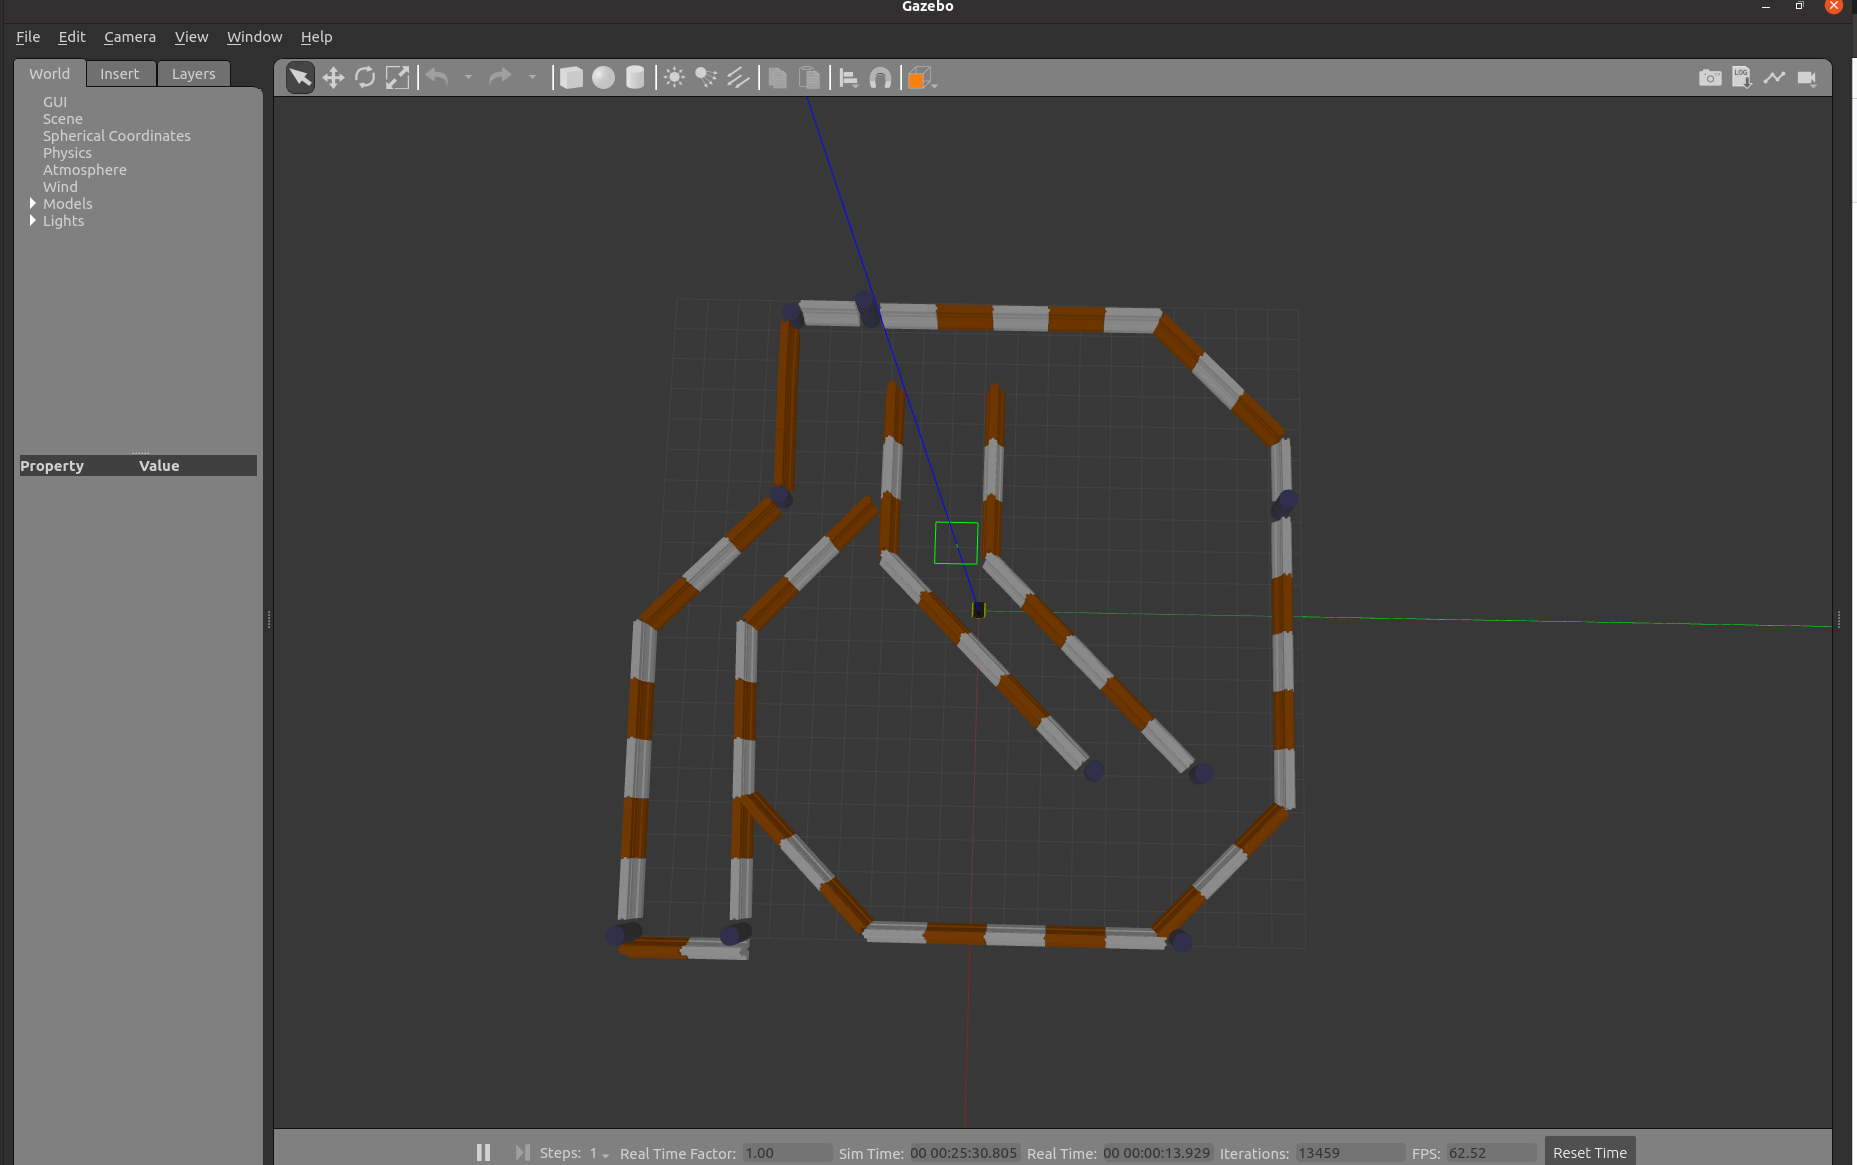 Gazebo
File Edit Camera View Window Help
World Insert Layers
LOG
GUI
Scene
Spherical Coordinates
Physics
Atmosphere
Wind
Models
Lights
Property Value
Steps: 1 Real Time Factor: 1.00 Sim Time: 00 00:25:30.805 Real Time: 00 00:00:13.929 Iterations: 13459 FPS: 62.52 Reset Time